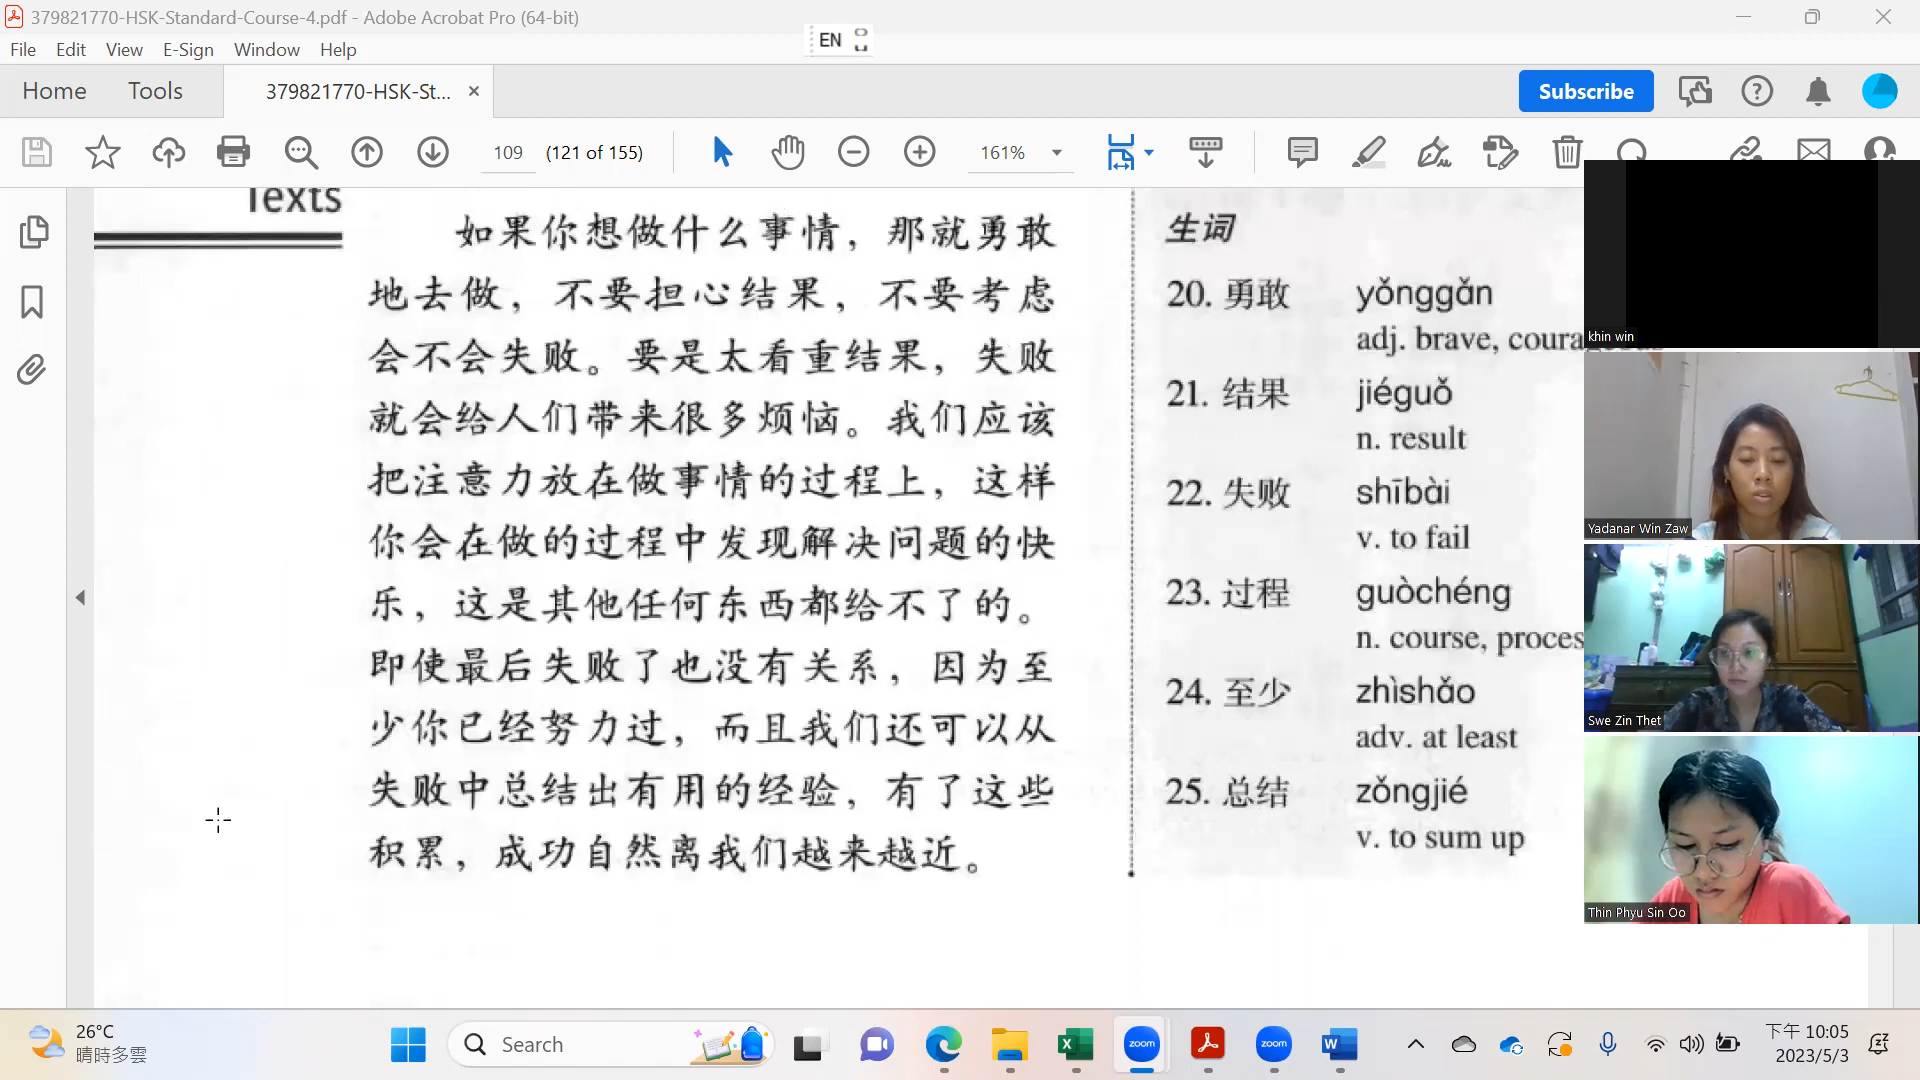 379821770-HSK-Standard-Course-4.pdf - Adobe Acrobat Pro (64-bit)
File Edit View E-Sign Window Help
EN
Home Tools 379821770-HSK-St... ×
Subscribe
109 (121 of 155)
161%
Texts
如果你想做什么事情，那就勇敢
地去做，不要担心结果，不要考虑
会不会失败。要是太看重结果，失败
就会给人们带来很多烦恼。我们应该
把注意力放在做事情的过程上，这样
你会在做的过程中发现解决问题的快
乐，这是其他任何东西都给不了的。
即使最后失败了也没有关系，因为至
少你已经努力过，而且我们还可以从
失败中总结出有用的经验，有了这些
积累，成功自然离我们越来越近。
生词
20. 勇敢 yǒnggǎn
adj. brave, coura
21. 结果 jiéguǒ
n. result
22. 失败 shībài
v. to fail
23. 过程 guòchéng
n. course, proces
24. 至少 zhìshǎo
adv. at least
25. 总结 zǒngjié
v. to sum up
khin win
Yadanar Win Zaw
Swe Zin Thet
Thin Phyu Sin Oo
26°C
晴時多雲
Search
zoom
zoom
下午 10:05
2023/5/3